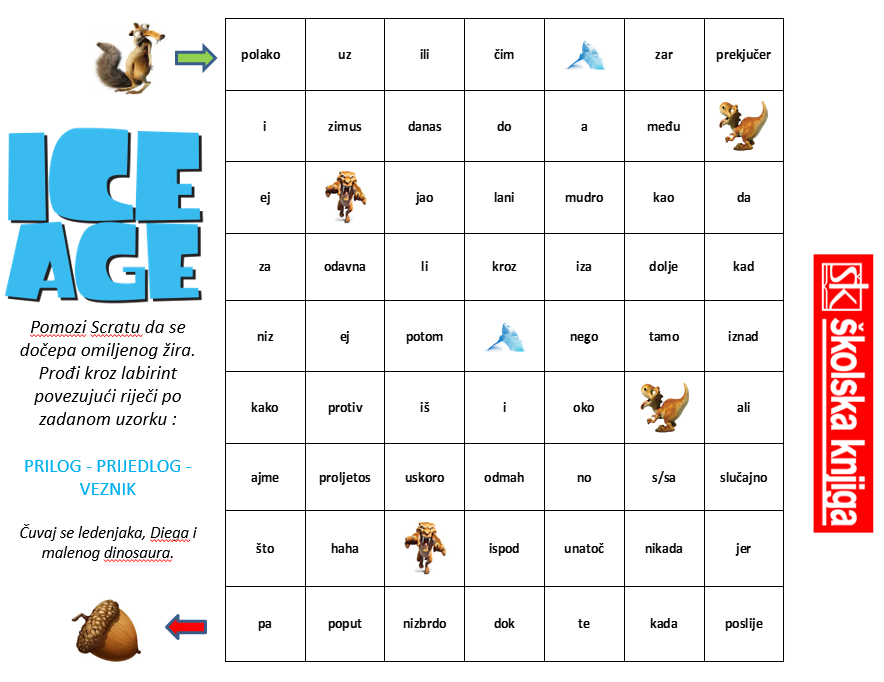 polako uz ili čim zar prekjučer
i zimus danas do a među
ej jao lani mudro kao da
za odavna li kroz iza dolje kad
niz ej potom nego tamo iznad
kako protiv iš i oko ali
ajme proljetos uskoro odmah no s/sa slučajno
što haha ispod unatoč nikada jer
pa poput nizbrdo dok te kada poslije
ICE
AGE
Pomozi Scratu da se
dočepa omiljenog žira.
Prođi kroz labirint
povezujući riječi po
zadanom uzorku :
PRILOG - PRIJEDLOG -
VEZNIK
Čuvaj se ledenjaka, Diega i
malenog dinosaura.
šk školska knjiga